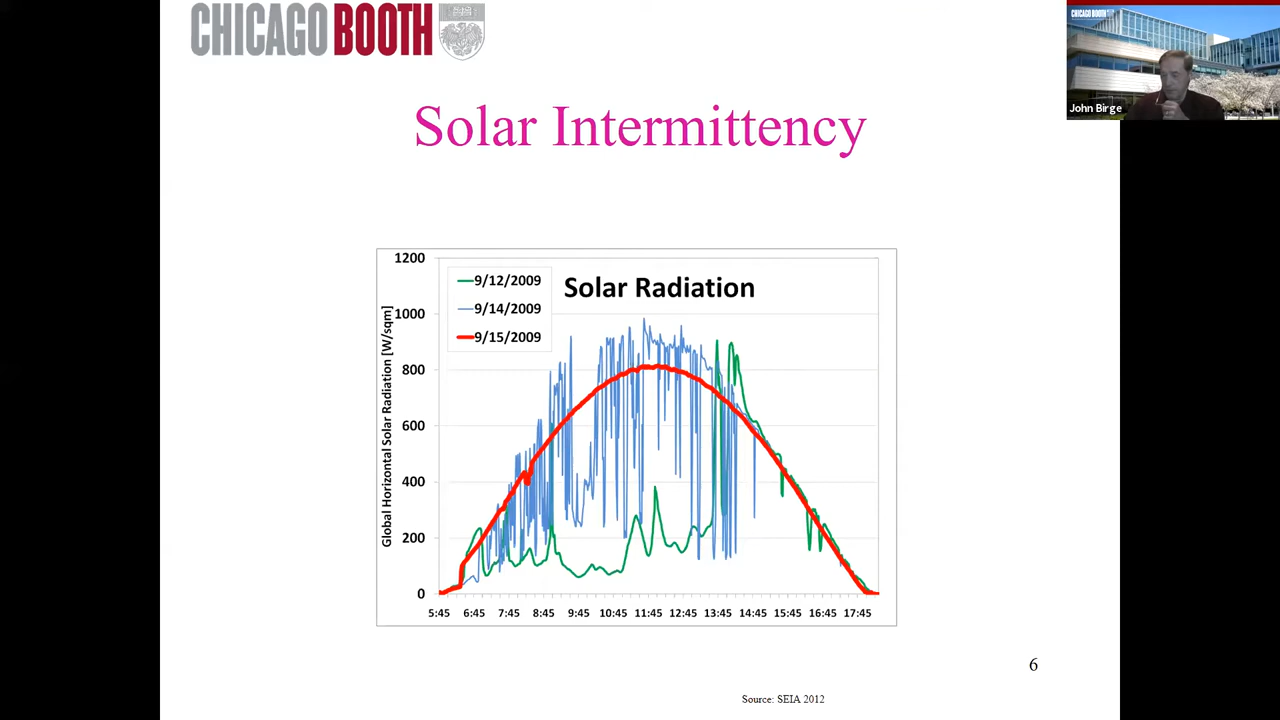 CHICAGO BOOTH
CHICAGO BOOTH
John Birge
Solar Intermittency
Solar Radiation
9/12/2009
9/14/2009
9/15/2009
Global Horizontal Solar Radiation [W/sqm]
1200
1000
800
600
400
200
0
5:45 6:45 7:45 8:45 9:45 10:45 11:45 12:45 13:45 14:45 15:45 16:45 17:45
6
Source: SEIA 2012